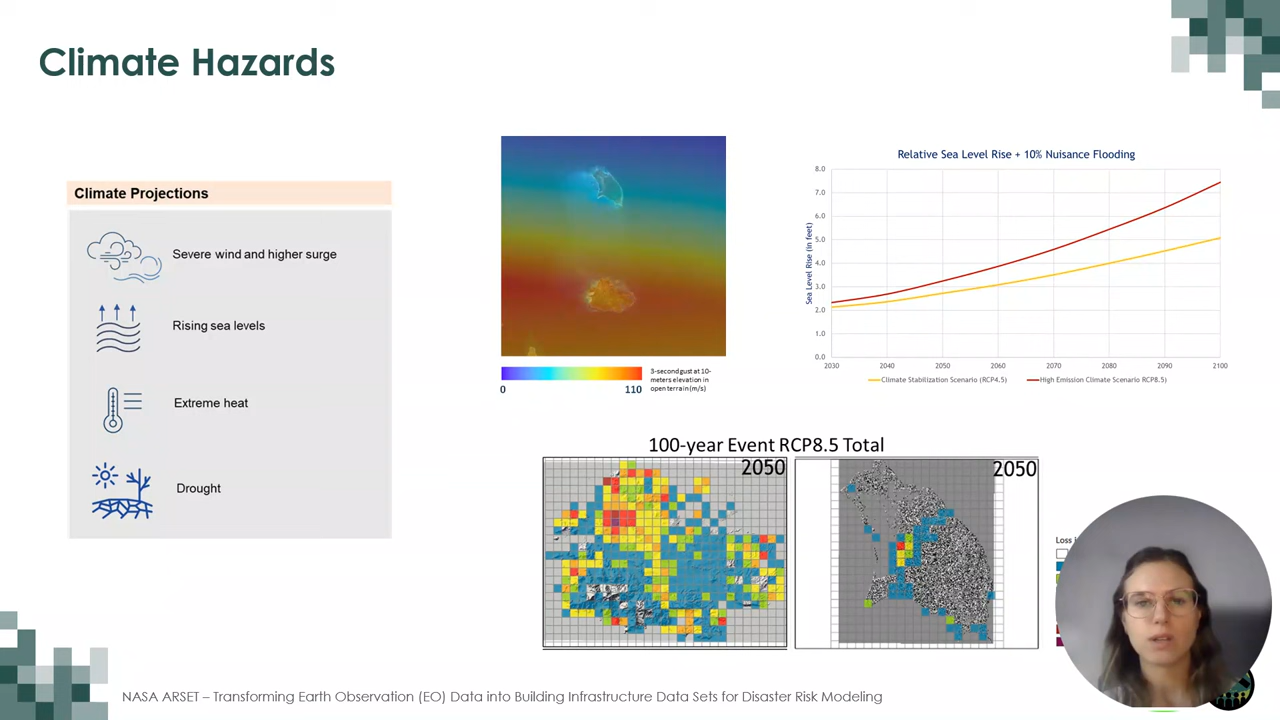 Climate Hazards
Climate Projections
Severe wind and higher surge
Rising sea levels
Extreme heat
Drought
0
110
3-second gust at 10-
meters elevation in
open terrain (m/s)
Relative Sea Level Rise + 10% Nuisance Flooding
Sea Level Rise (in feet)
8.0
7.0
6.0
5.0
4.0
3.0
2.0
1.0
0.0
2030
2040
2050
2060
2070
2080
2090
2100
Climate Stabilization Scenario (RCP4.5)
High Emission Climate Scenario RCP8.5)
100-year Event RCP8.5 Total
2050
2050
Loss
NASA ARSET – Transforming Earth Observation (EO) Data into Building Infrastructure Data Sets for Disaster Risk Modeling